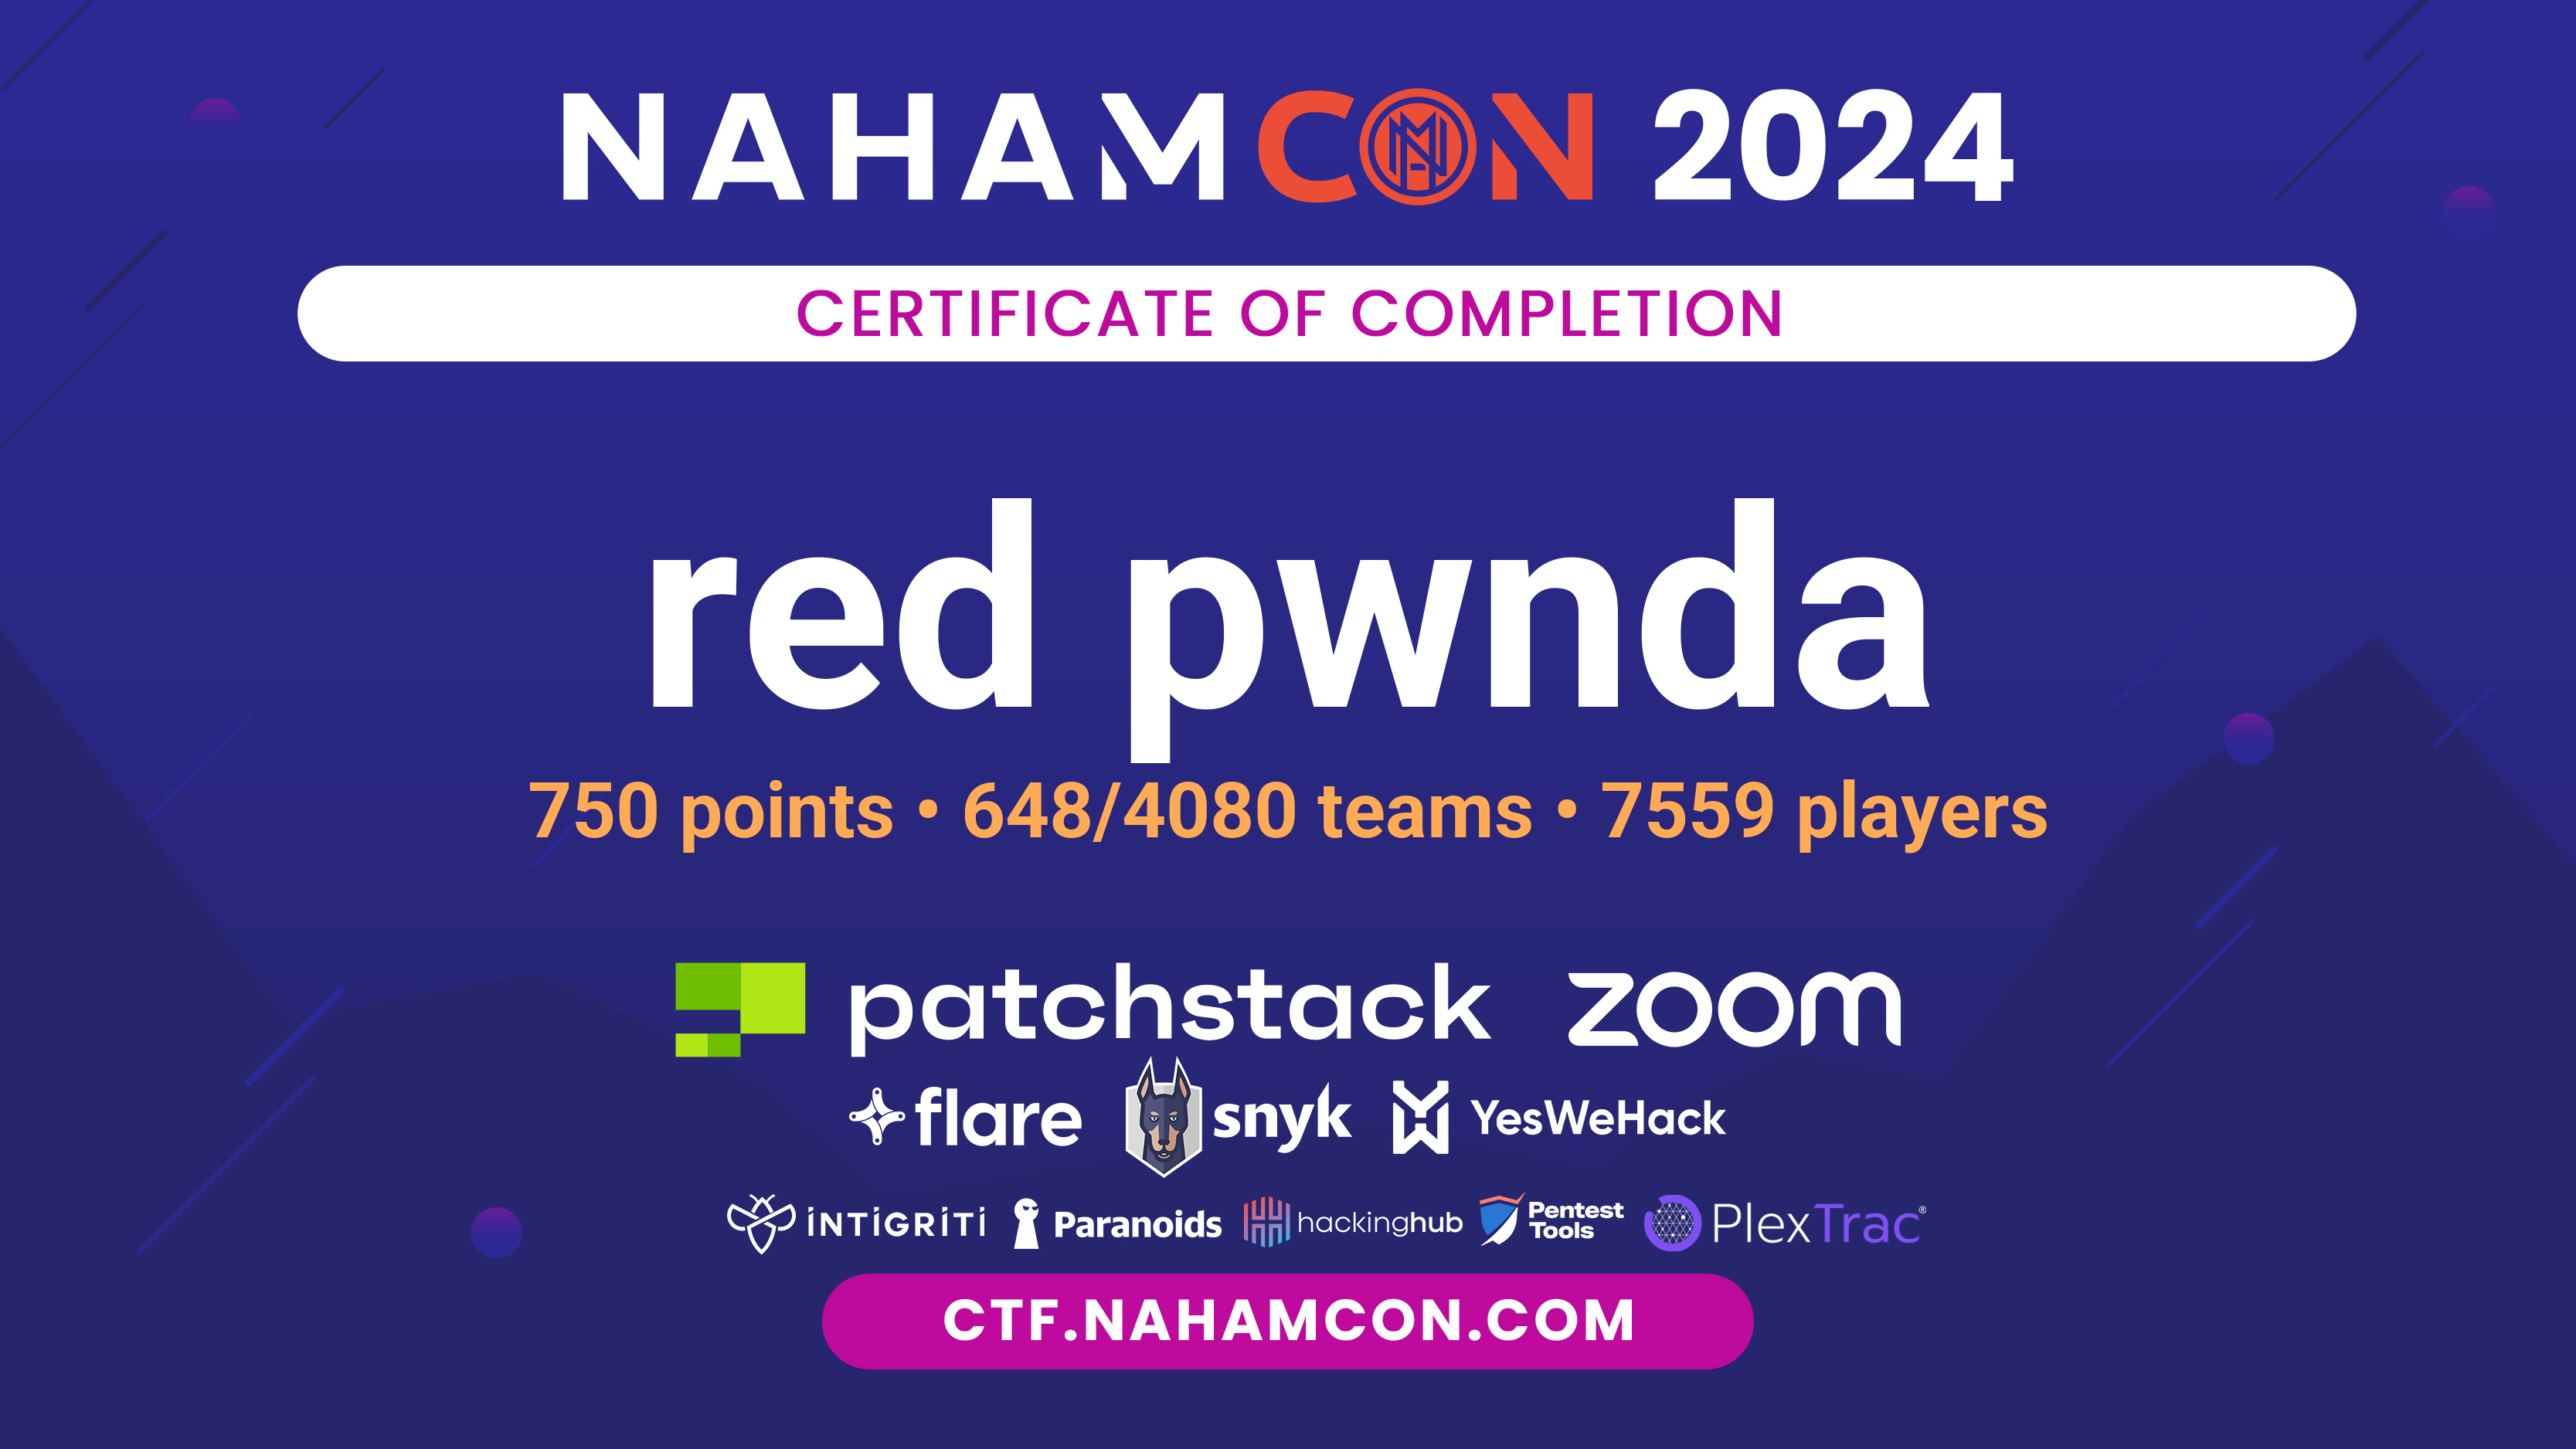 NAHAMCON 2024
CERTIFICATE OF COMPLETION
red pwnda
750 points • 648/4080 teams • 7559 players
patchstack zoom
flare snyk YesWeHack
INTIGRITI Paranoids hackinghub Pentest Tools PlexTrac®
CTF.NAHAMCON.COM